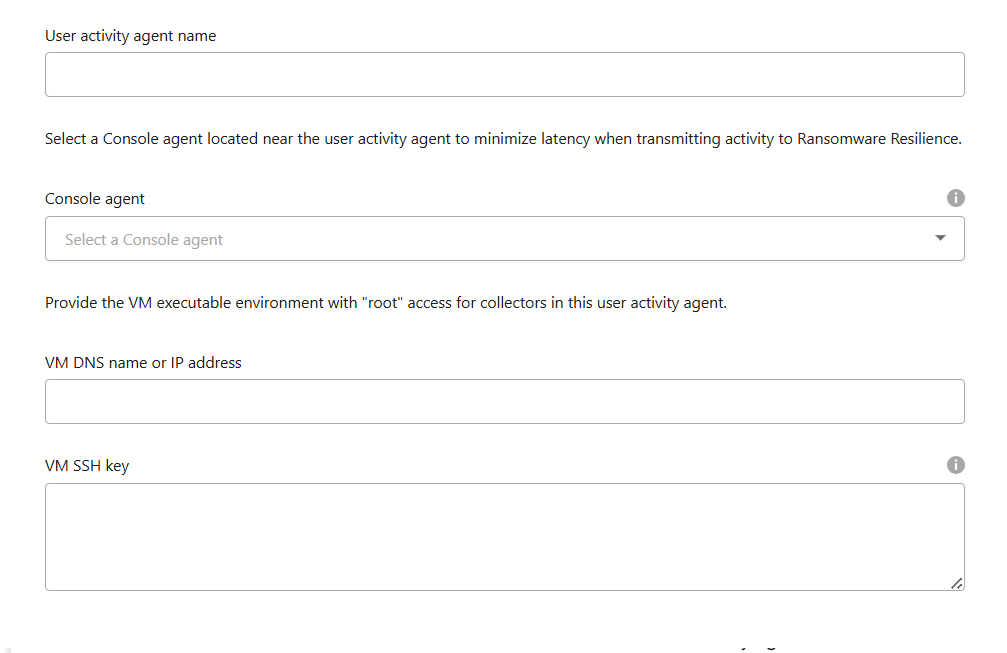 User activity agent name
Select a Console agent located near the user activity agent to minimize latency when transmitting activity to Ransomware Resilience.
Console agent
Select a Console agent
Provide the VM executable environment with "root" access for collectors in this user activity agent.
VM DNS name or IP address
VM SSH key